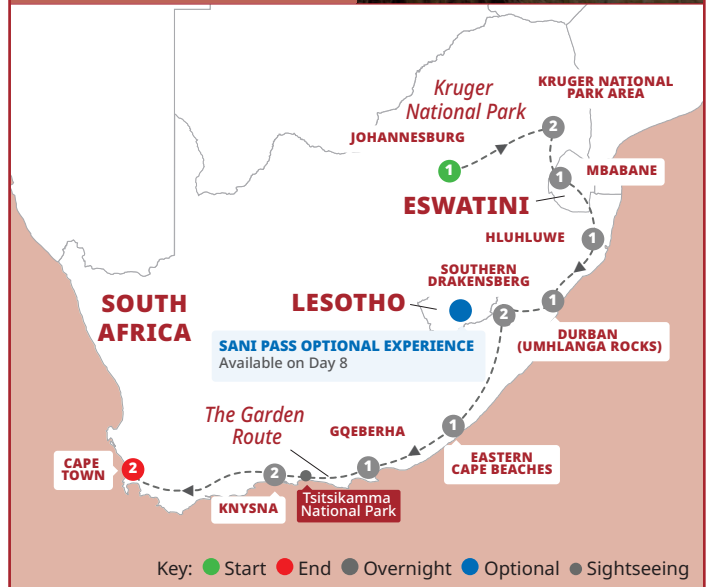 KRUGER NATIONAL
PARK AREA
Kruger
National Park
2
JOHANNESBURG
1
MBABANE
1
ESWATINI
HLUHLUWE
1
SOUTHERN
DRAKENSBERG
LESOTHO
2
1
SOUTH
AFRICA
DURBAN
(UMHLANGA ROCKS)
SANI PASS OPTIONAL EXPERIENCE
Available on Day 8
The Garden
Route
GQEBERHA
1
EASTERN
CAPE BEACHES
CAPE
TOWN
2
2
1
KNYSNA
Tsitsikamma
National Park
Key: Start End Overnight Optional Sightseeing